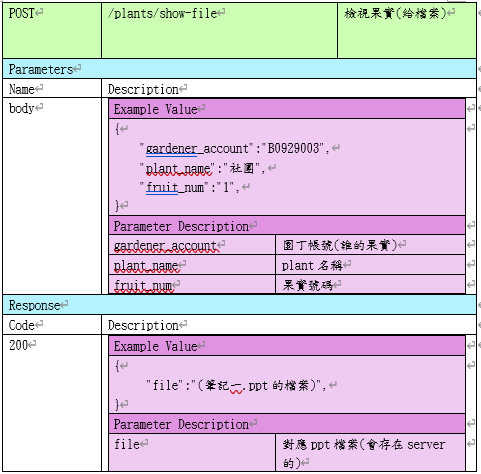 POST /plants/show-file 檢視果實(給檔案)
Parameters
Name Description
body Example Value
{
"gardener_account":"B0929003",
"plant_name":"社團",
"fruit_num":"1",
}
Parameter Description
gardener_account 園丁帳號(誰的果實)
plant_name plant 名稱
fruit_num 果實號碼
Response
Code Description
200 Example Value
{
"file":"(筆記一.ppt 的檔案)",
}
Parameter Description
file 對應 ppt 檔案(會存在 server
的)